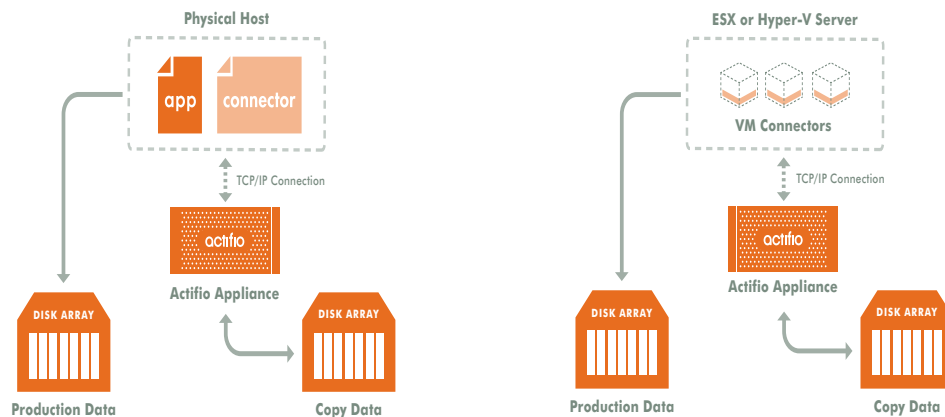 Physical Host
app
connector
TCP/IP Connection
actifio
Actifio Appliance
DISK ARRAY
DISK ARRAY
Production Data
Copy Data
ESX or Hyper-V Server
VM Connectors
TCP/IP Connection
actifio
Actifio Appliance
DISK ARRAY
DISK ARRAY
Production Data
Copy Data